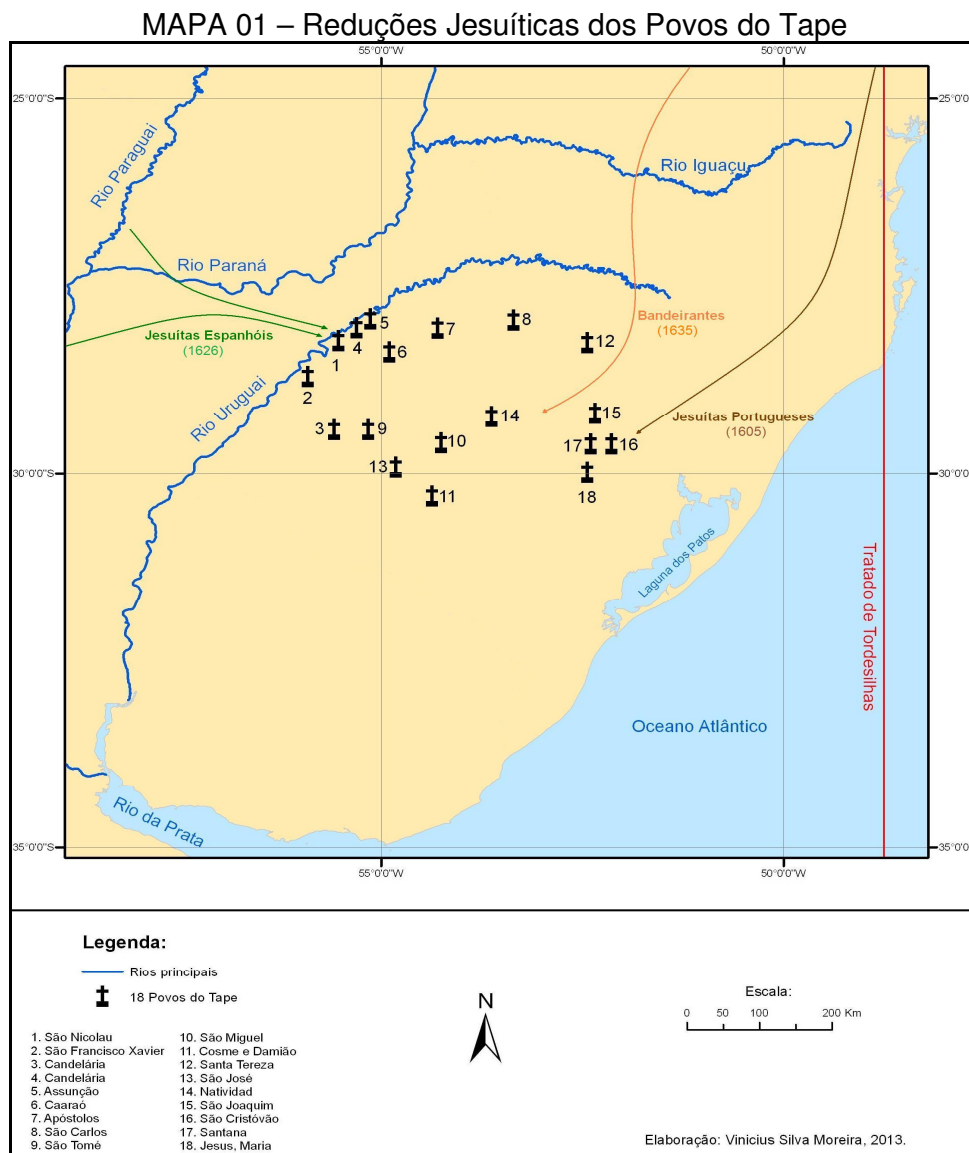 MAPA 01 – Reduções Jesuíticas dos Povos do Tape
55°0'0"W
50°0'0"W
25°0'0"S
25°0'0"S
Rio Paraguai
Rio Iguaçu
Rio Paraná
Jesuítas Espanhóis
(1626)
Bandeirantes
(1635)
Jesuítas Portugueses
(1605)
Rio Uruguai
5
4
1
7
8
6
12
2
3
9
14
15
10
17
16
13
18
11
30°0'0"S
30°0'0"S
Laguna dos Patos
Tratado de Tordesilhas
Oceano Atlântico
Rio da Prata
35°0'0"S
35°0'0"S
55°0'0"W
50°0'0"W
Legenda:
Rios principais
18 Povos do Tape
1. São Nicolau
2. São Francisco Xavier
3. Candelária
4. Candelária
5. Assunção
6. Caaraó
7. Apóstolos
8. São Carlos
9. São Tomé
10. São Miguel
11. Cosme e Damião
12. Santa Tereza
13. São José
14. Natividad
15. São Joaquim
16. São Cristóvão
17. Santana
18. Jesus, Maria
N
Escala:
0 50 100 200 Km
Elaboração: Vinicius Silva Moreira, 2013.